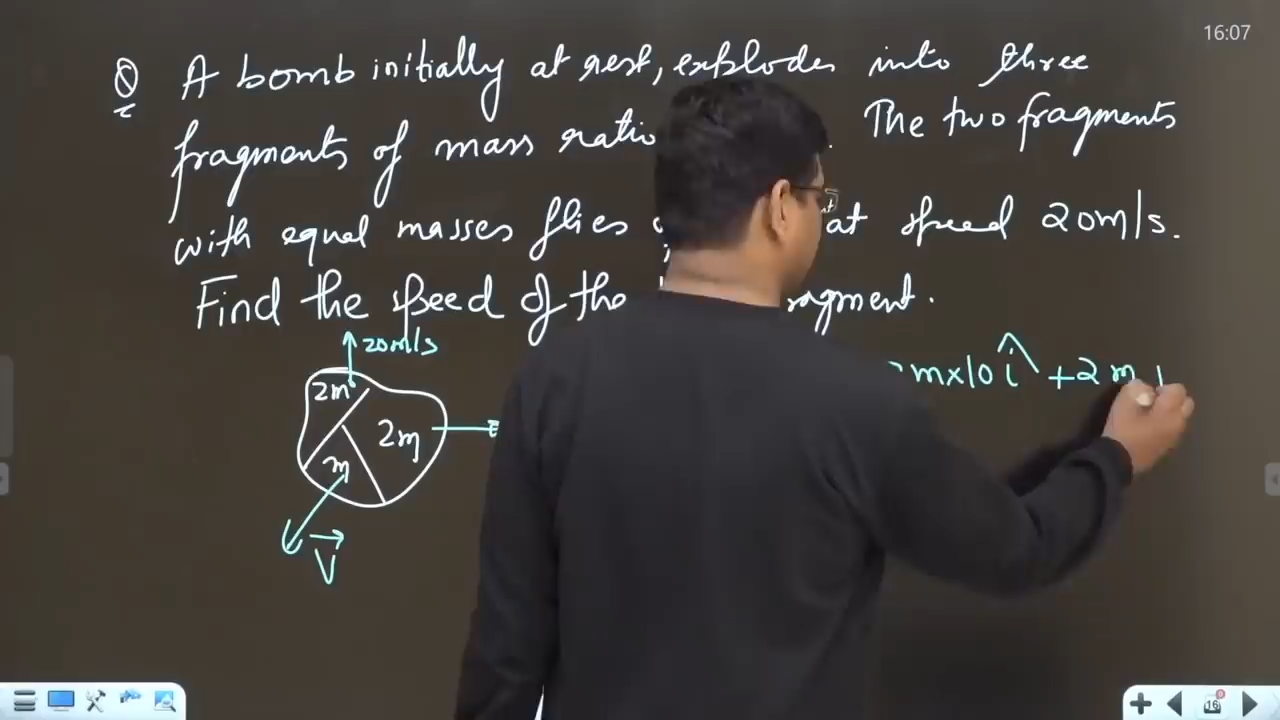 16:07
Q A bomb initially at rest, explodes into three
fragments of mass ratio . The two fragments
with equal masses flies at speed 20m/s.
Find the speed of the fragment.
20m/s
mx10 i + 2m
2m
2m
m
V
16